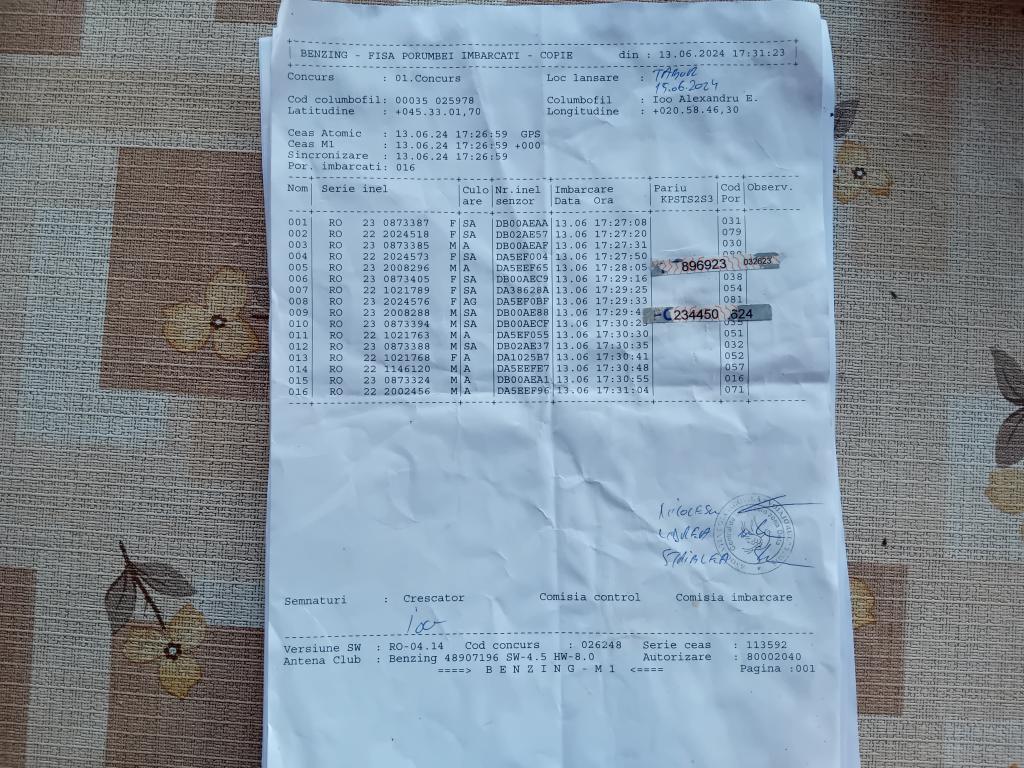 BENZING - FISA PORUMBEI IMBARCATI - COPIE din : 13.06.2024 17:31:23
Concurs : 01.Concurs Loc lansare : TABOR
15.06.2024
Cod columbofil: 00035 025978 Columbofil : Ioo Alexandru E.
Latitudine : +045.33.01,70 Longitudine : +020.58.46,30
Ceas Atomic : 13.06.24 17:26:59 GPS
Ceas M1 : 13.06.24 17:26:59 +000
Sincronizare : 13.06.24 17:26:59
Por. imbarcati: 016
Nom Serie inel Culo Nr.inel Imbarcare Pariu Cod Observ.
are senzor Data Ora KPSTS2S3 Por
001 RO 23 0873387 F SA DB00AEAA 13.06 17:27:08 031
002 RO 22 2024518 F SA DB02AE57 13.06 17:27:20 079
003 RO 23 0873385 M A DB00AEAF 13.06 17:27:31 030
004 RO 22 2024573 F SA DA5EF004 13.06 17:27:50
005 RO 23 2008296 M A DA5EEF65 13.06 17:28:05 896923 032623
006 RO 23 0873405 F SA DB00AEC9 13.06 17:29:16 038
007 RO 22 1021789 F SA DA38628A 13.06 17:29:25 054
008 RO 23 2024576 F AG DA5EF0BF 13.06 17:29:33 081
009 RO 23 2008288 M SA DB00AE88 13.06 17:29:4 234450 624
010 RO 23 0873394 M SA DB00AECF 13.06 17:30:2
011 RO 22 1021763 M A DA5EF055 13.06 17:30:30 051
012 RO 23 0873388 M SA DB02AE37 13.06 17:30:35 032
013 RO 22 1021768 F A DA1025B7 13.06 17:30:41 052
014 RO 22 1146120 M A DA5EEFE7 13.06 17:30:48 057
015 RO 23 0873324 M A DB00AEA1 13.06 17:30:55 016
016 RO 22 2002456 M A DA5EEF96 13.06 17:31:04 071
Semnaturi : Crescator Comisia control Comisia imbarcare
Versiune SW : RO-04.14 Cod concurs : 026248 Serie ceas : 113592
Antena Club : Benzing 48907196 SW-4.5 HW-8.0 Autorizare : 80002040
====> B E N Z I N G - M 1 <==== Pagina :001